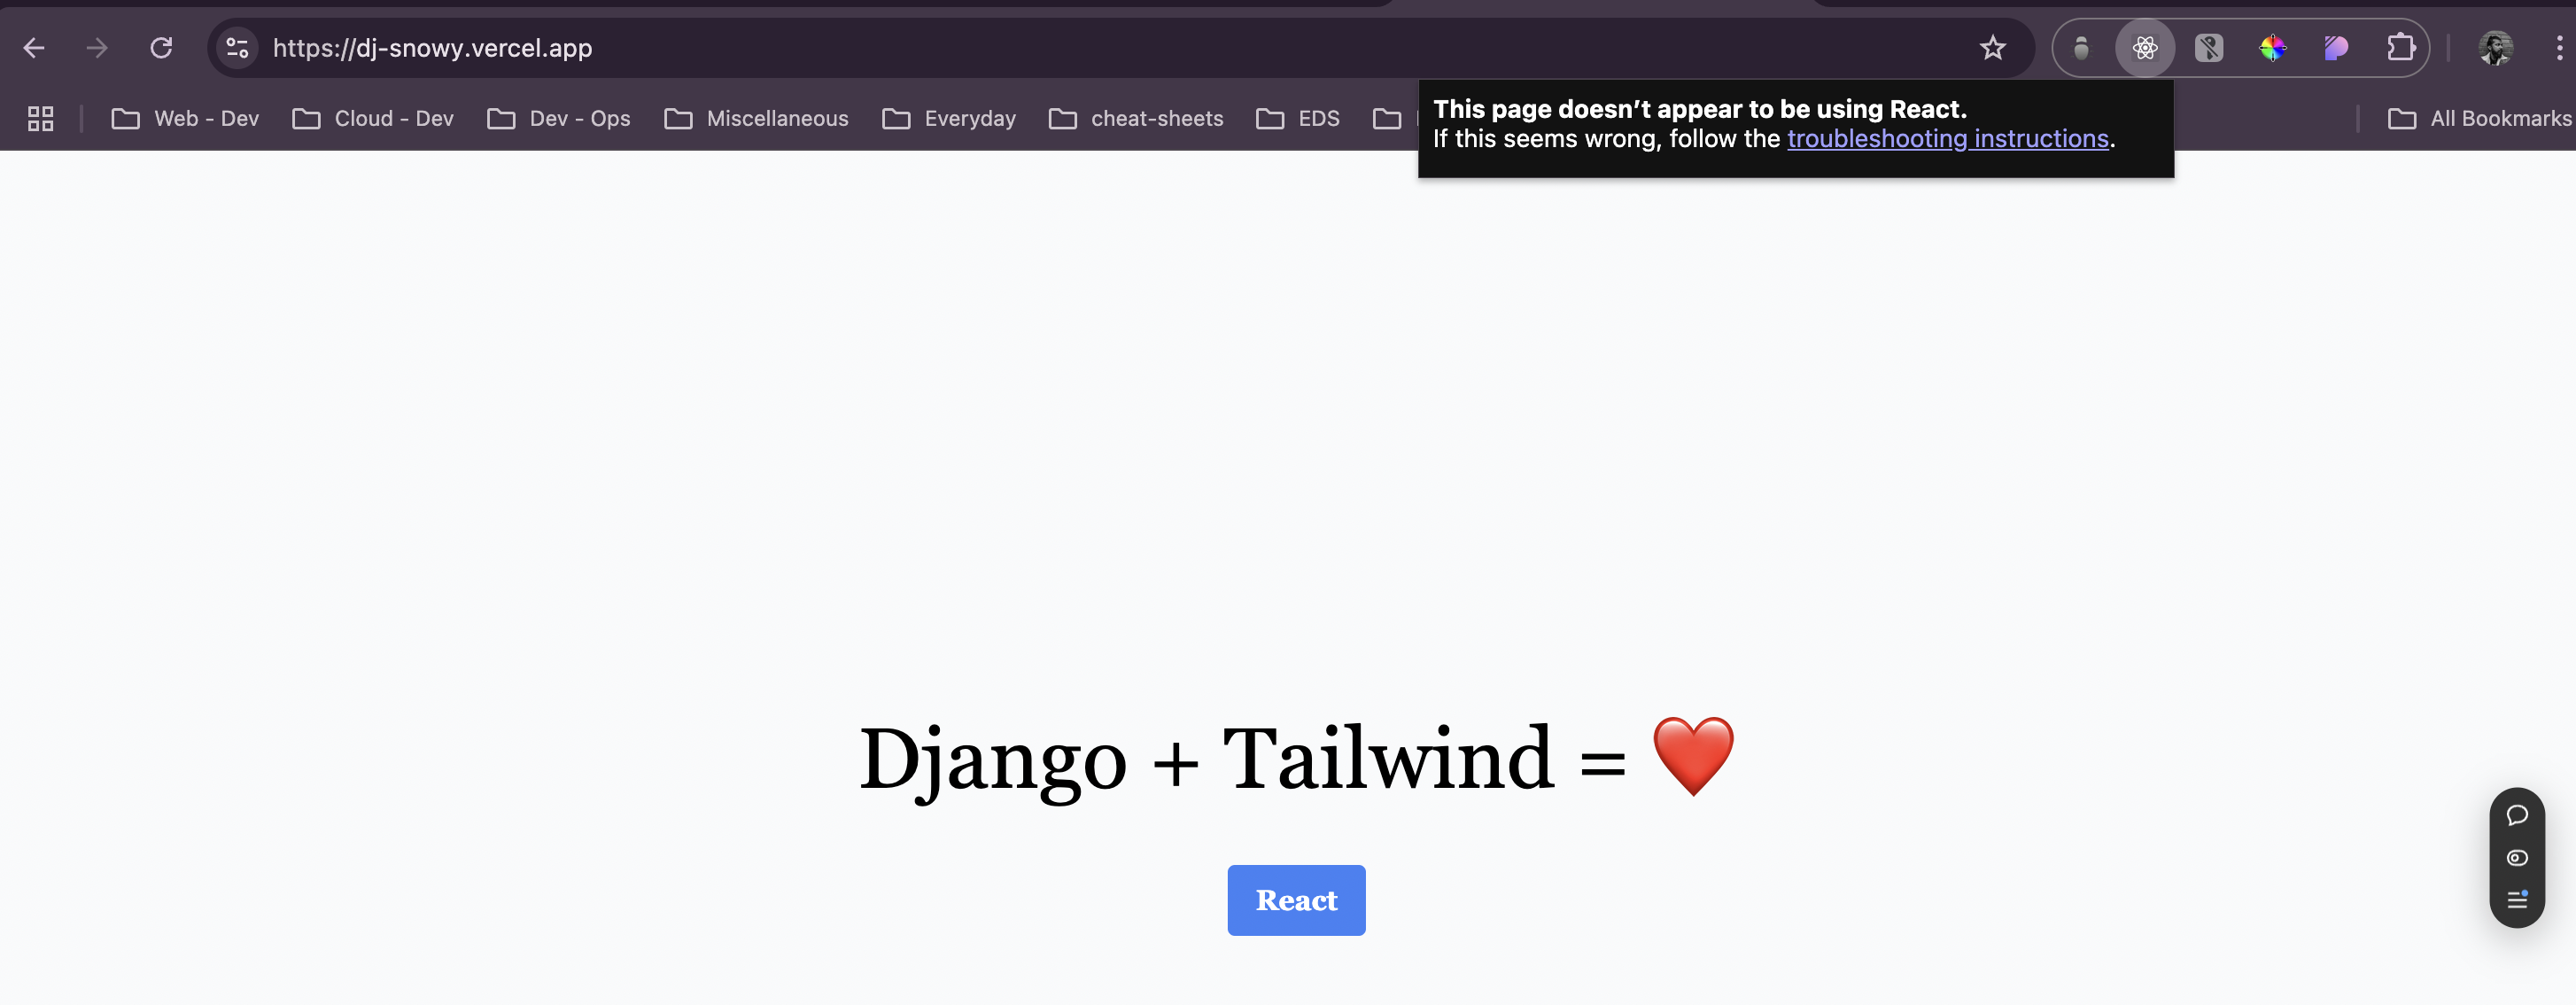 https://dj-snowy.vercel.app
Web - Dev
Cloud - Dev
Dev - Ops
Miscellaneous
Everyday
cheat-sheets
EDS
All Bookmarks
This page doesn’t appear to be using React.
If this seems wrong, follow the troubleshooting instructions.
Django + Tailwind = ❤️
React